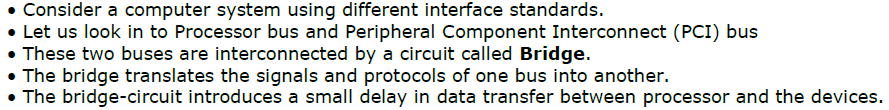 • Consider a computer system using different interface standards.
• Let us look in to Processor bus and Peripheral Component Interconnect (PCI) bus
• These two buses are interconnected by a circuit called Bridge.
• The bridge translates the signals and protocols of one bus into another.
• The bridge-circuit introduces a small delay in data transfer between processor and the devices.